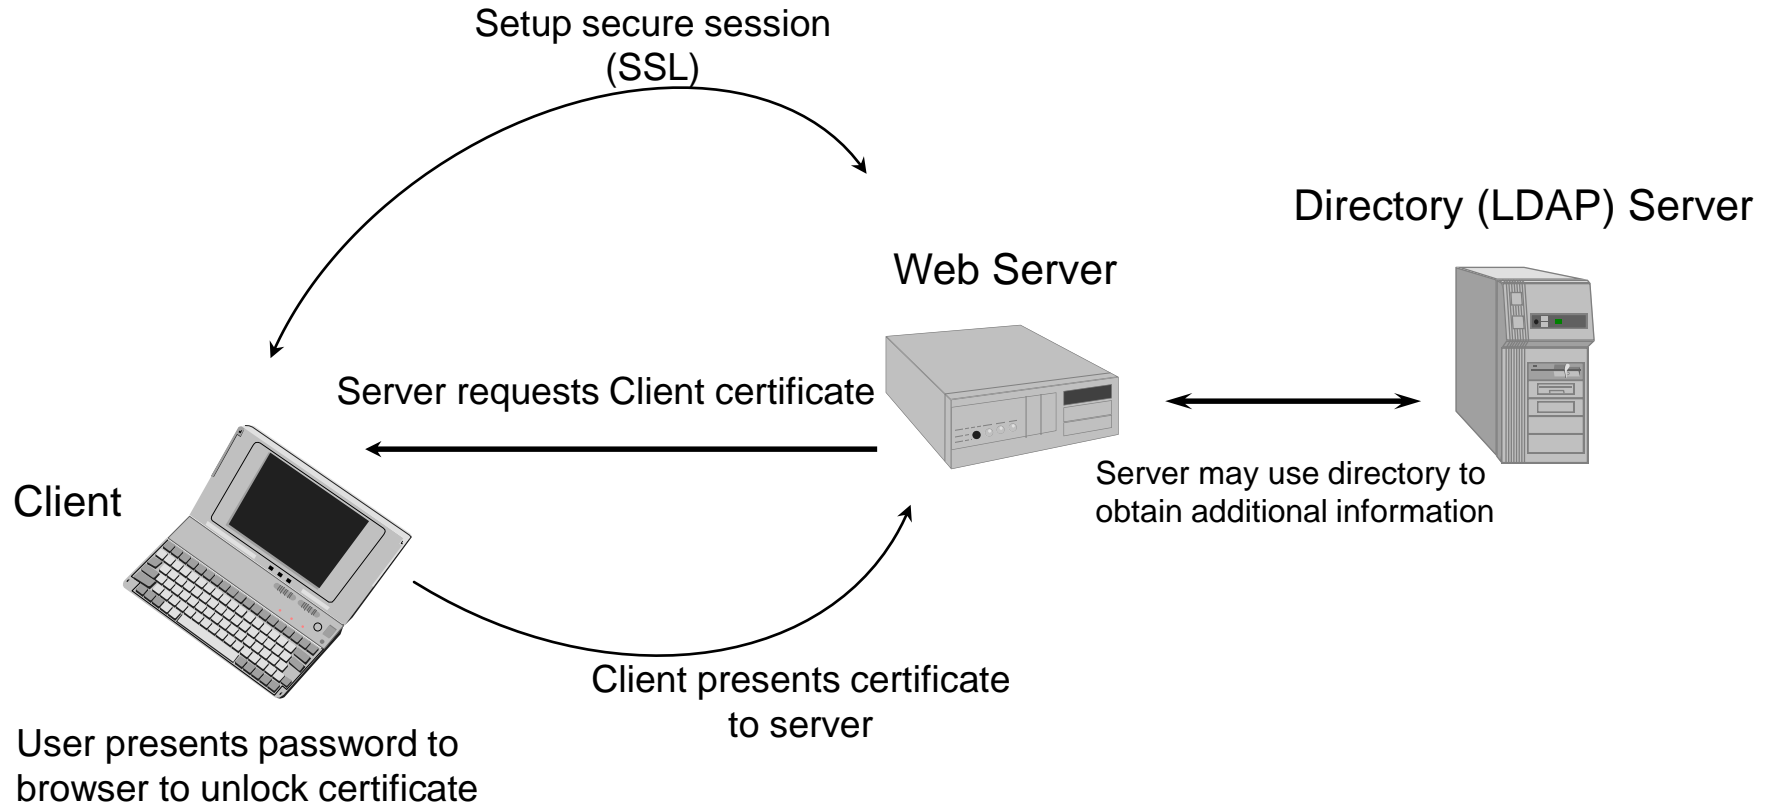 Setup secure session
(SSL)
Directory (LDAP) Server
Web Server
Server requests Client certificate
Server may use directory to
obtain additional information
Client
Client presents certificate
to server
User presents password to
browser to unlock certificate